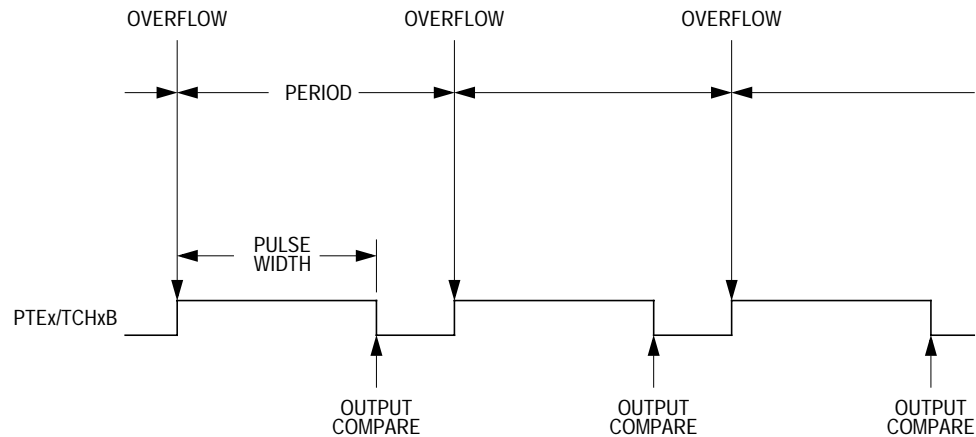 OVERFLOW
OVERFLOW
OVERFLOW
PERIOD
PULSE
WIDTH
PTEx/TCHxB
OUTPUT
COMPARE
OUTPUT
COMPARE
OUTPUT
COMPARE